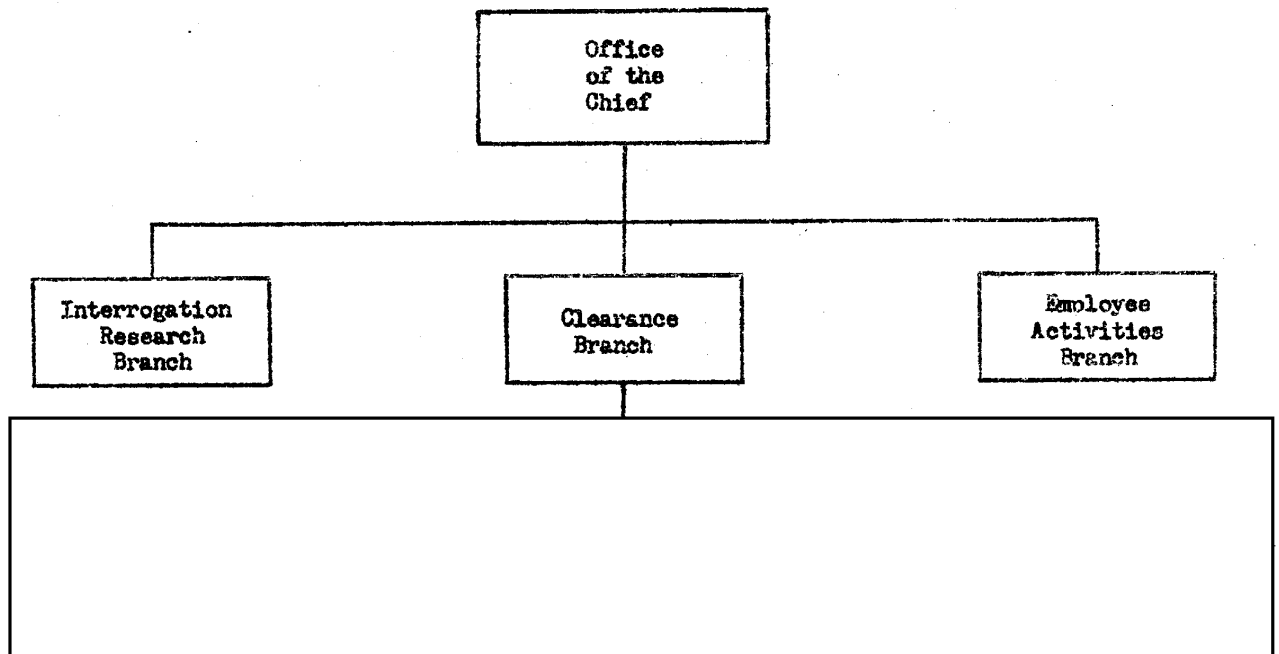 Office
of the
Chief
Interrogation
Research
Branch
Clearance
Branch
Employee
Activities
Branch